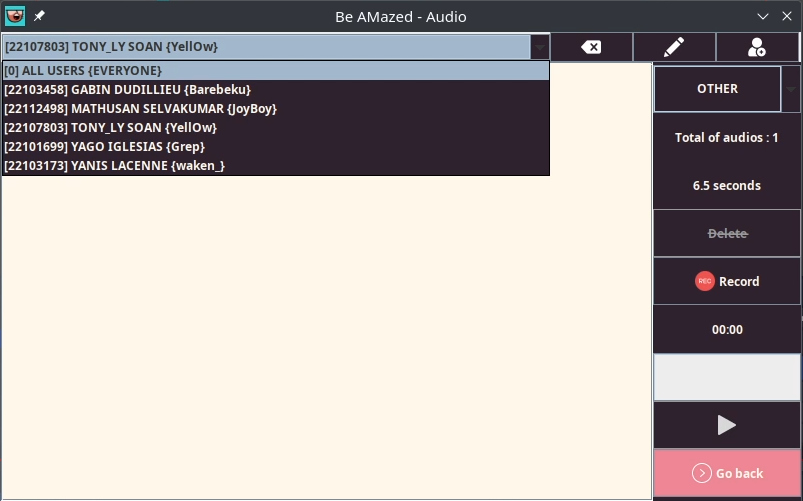 Be AMazed - Audio
[22107803] TONY_LY SOAN {YellOw}
[0] ALL USERS {EVERYONE}
[22103458] GABIN DUDILLIEU {Barebeku}
[22112498] MATHUSAN SELVAKUMAR {JoyBoy}
[22107803] TONY_LY SOAN {YellOw}
[22101699] YAGO IGLESIAS {Grep}
[22103173] YANIS LACENNE {waken_}
OTHER
Total of audios : 1
6.5 seconds
Delete
REC Record
00:00
Go back